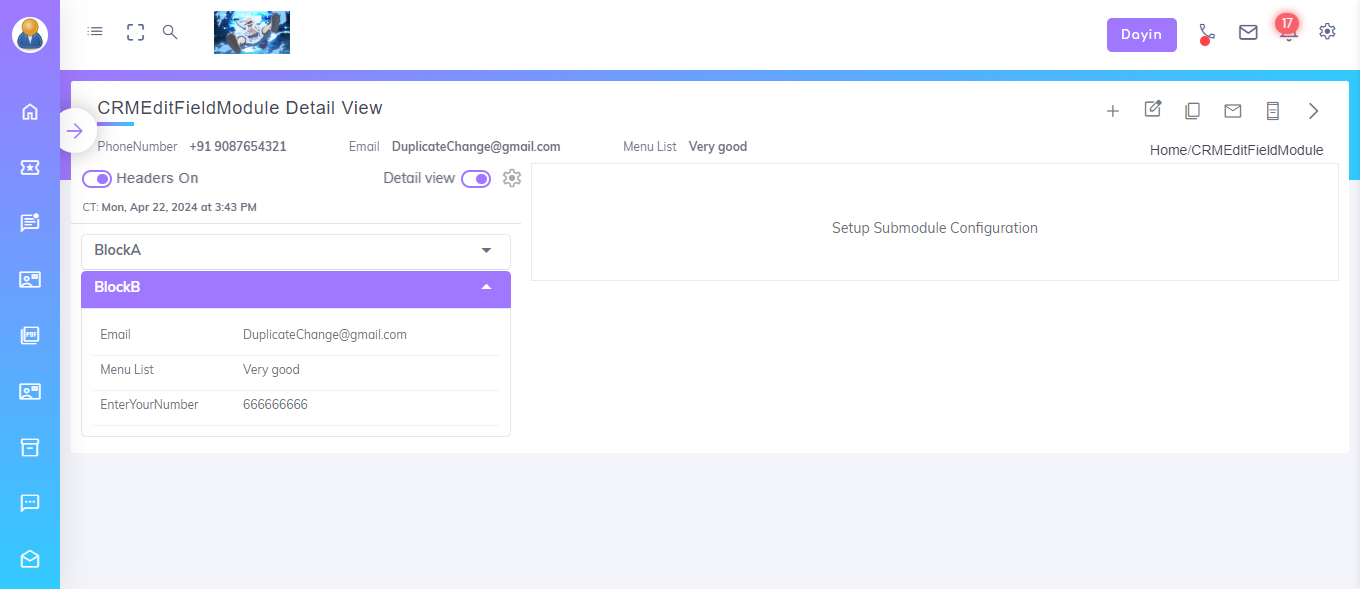 Dayin
17
CRMEditFieldModule Detail View
PhoneNumber +91 9087654321 Email DuplicateChange@gmail.com Menu List Very good
Home/CRMEditFieldModule
Headers On Detail view
CT: Mon, Apr 22, 2024 at 3:43 PM
Setup Submodule Configuration
BlockA
BlockB
Email DuplicateChange@gmail.com
Menu List Very good
EnterYourNumber 666666666
PDF